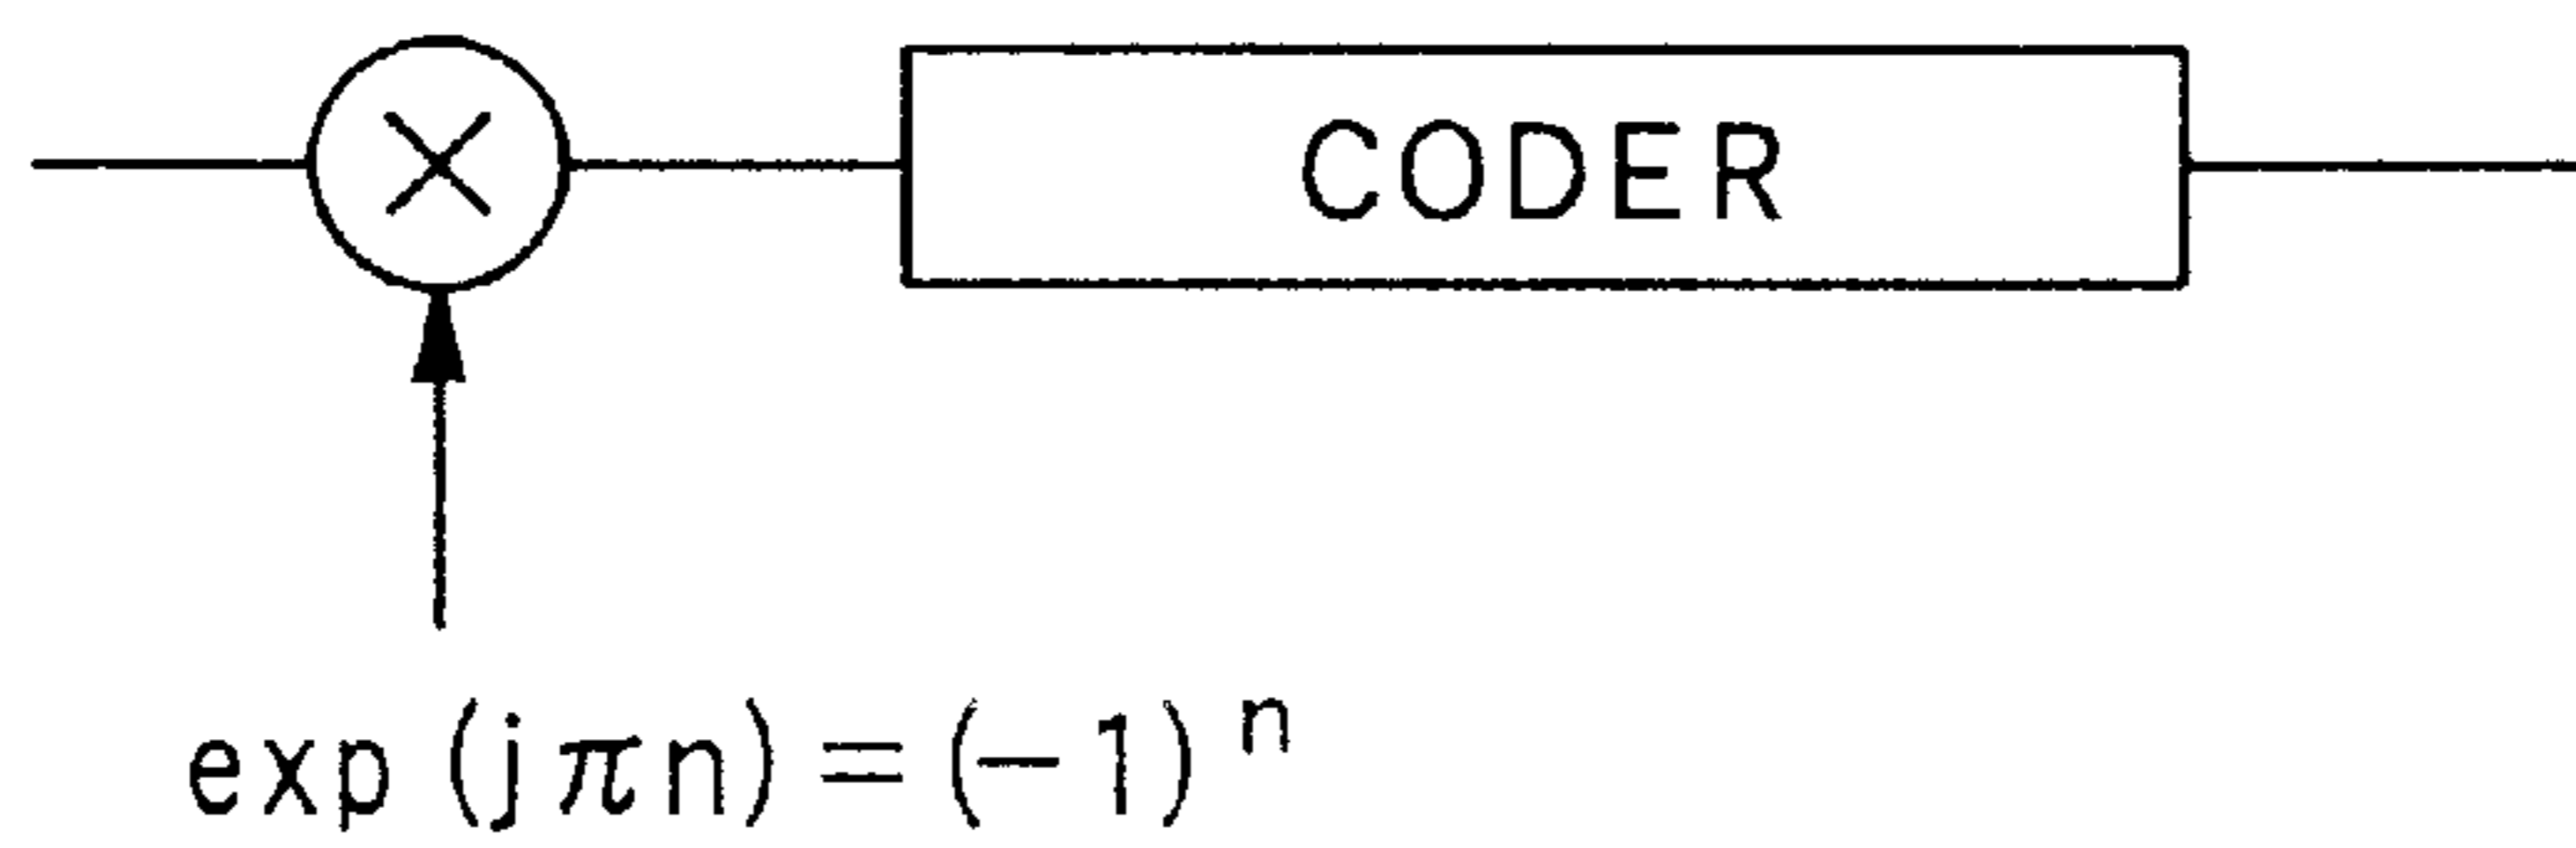 CODER
exp (jπn) = (−1)ⁿ